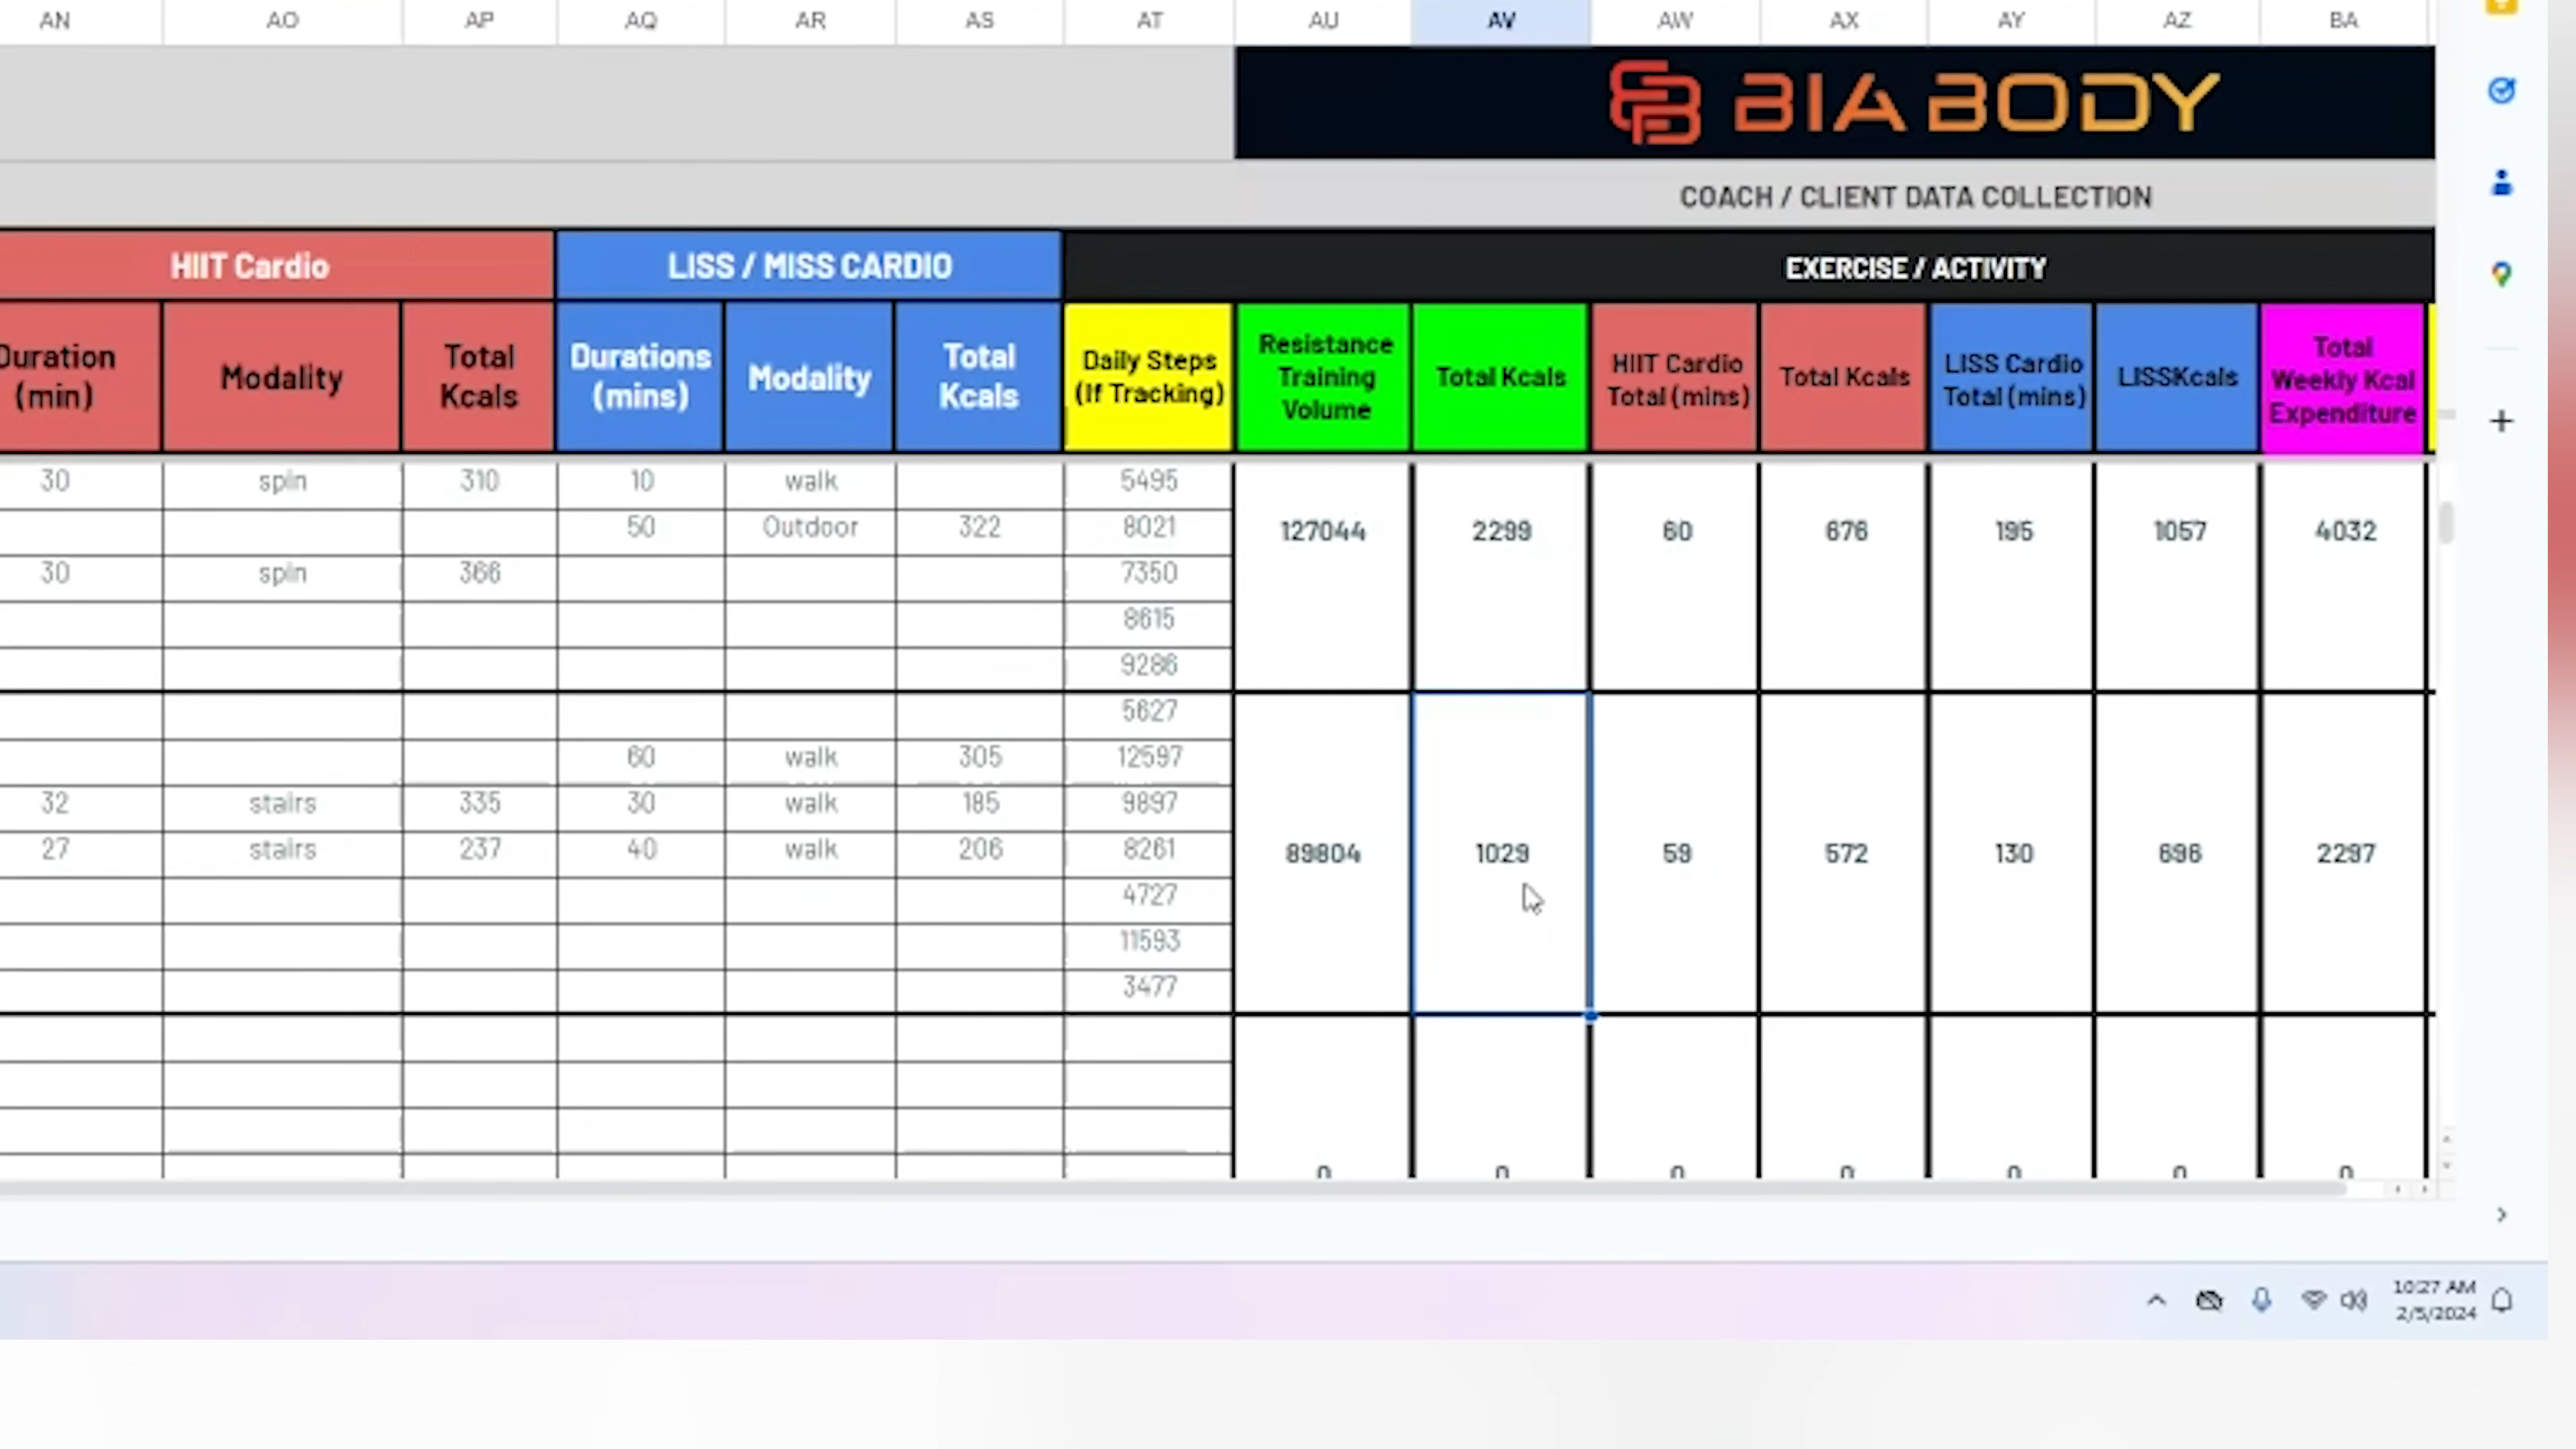 AN AO AP AQ AR AS AT AU AV AW AX AY AZ BA
BIA BODY
COACH / CLIENT DATA COLLECTION
HIIT Cardio LISS / MISS CARDIO EXERCISE / ACTIVITY
Duration (min) Modality Total Kcals Durations (mins) Modality Total Kcals Daily Steps (If Tracking) Resistance Training Volume Total Kcals HIIT Cardio Total (mins) Total Kcals LISS Cardio Total (mins) LISSKcals Total Weekly Kcal Expenditure
30 spin 310 10 walk 5495
50 Outdoor 322 8021 127044 2299 60 676 195 1057 4032
30 spin 366 7350
8615
9286
5627
60 walk 305 12597
32 stairs 335 30 walk 185 9897
27 stairs 237 40 walk 206 8261 89804 1029 59 572 130 696 2297
4727
11593
3477
0 0 0 0 0 0 0
10:27 AM
2/5/2024